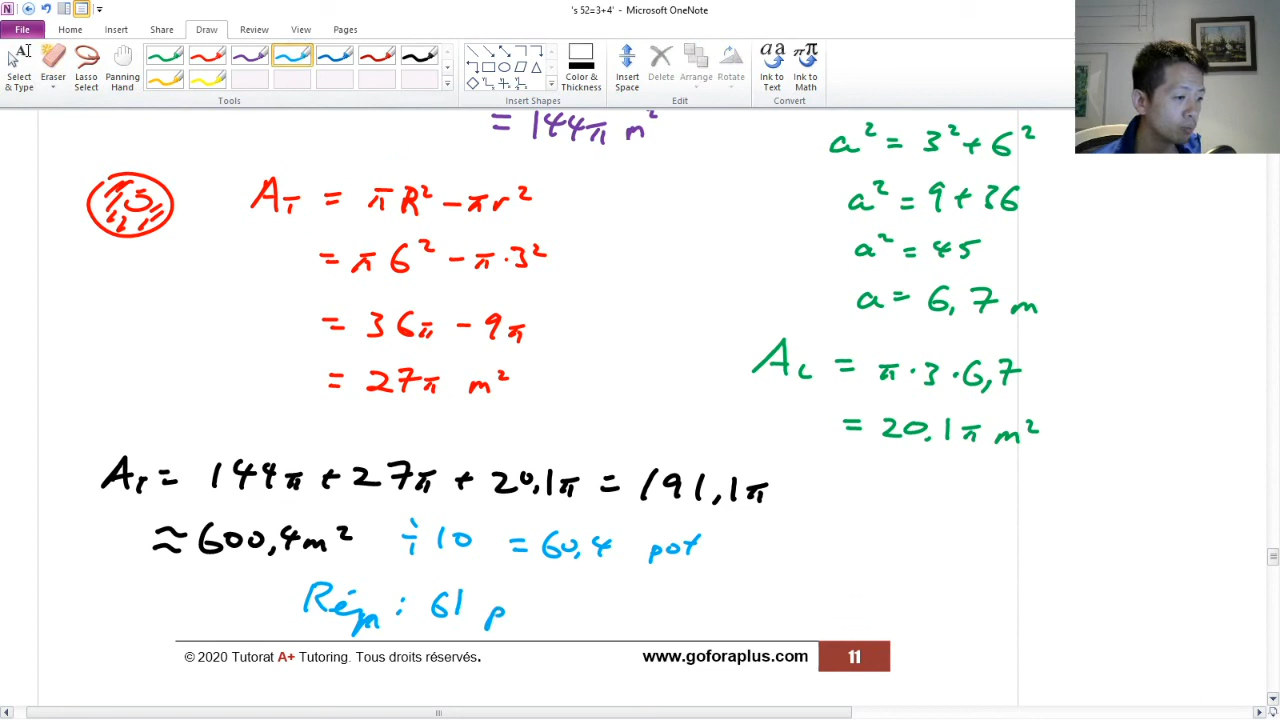 's 52=3+4' - Microsoft OneNote
File Home Insert Draw Review View Pages
Select & Type
Eraser
Lasso Select
Panning Hand
Color & Thickness
Insert Space
Delete
Arrange
Rotate
Ink to Text
Ink to Math
Tools Insert Shapes Edit Convert
= 144π m²
A_T = πR² - πr²
= π6² - π·3²
= 36π - 9π
= 27π m²
a² = 3² + 6²
a² = 9 + 36
a² = 45
a = 6,7 m
A_L = π·3·6,7
= 20,1π m²
A_T = 144π + 27π + 20,1π = 191,1π
≈ 600,4 m² ÷ 10 = 60,4 pot
Rép : 61 p
© 2020 Tutorat A+ Tutoring. Tous droits réservés.
www.goforaplus.com
11